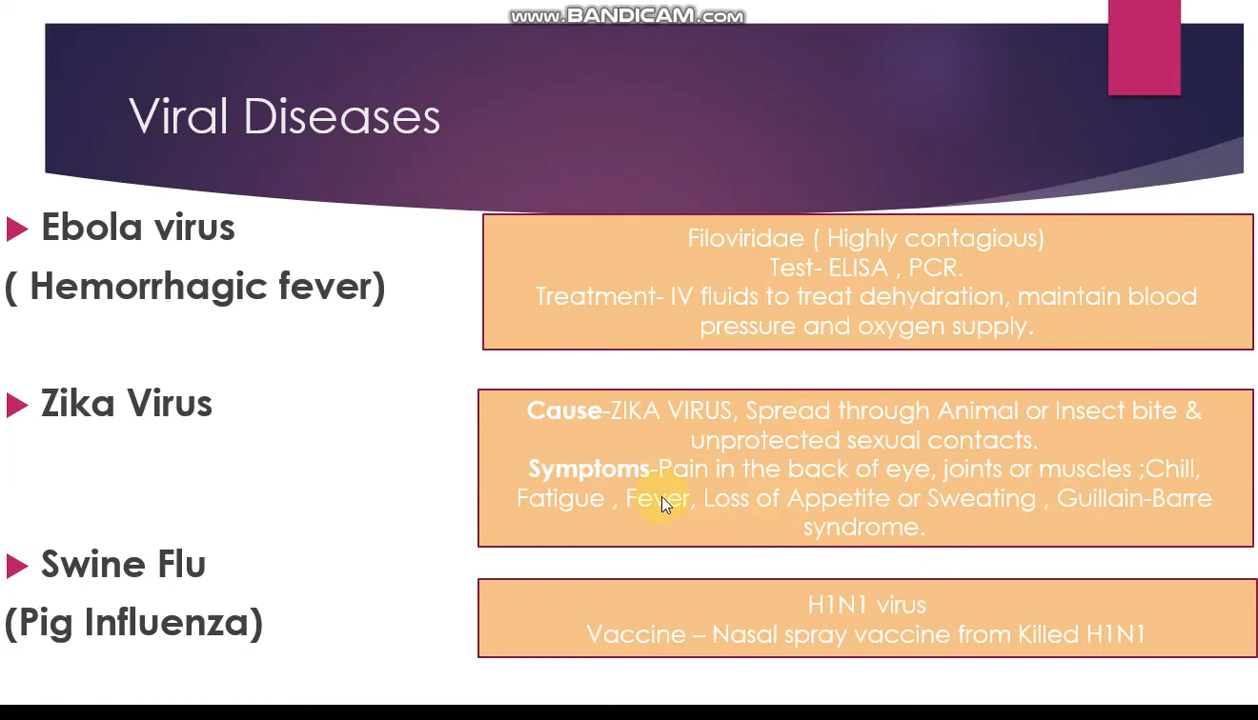 www.BANDICAM.com
Viral Diseases
Ebola virus
( Hemorrhagic fever)
Filoviridae ( Highly contagious)
Test- ELISA , PCR.
Treatment- IV fluids to treat dehydration, maintain blood
pressure and oxygen supply.
Zika Virus
Cause-ZIKA VIRUS, Spread through Animal or Insect bite &
unprotected sexual contacts.
Symptoms-Pain in the back of eye, joints or muscles ;Chill,
Fatigue , Fever, Loss of Appetite or Sweating , Guillain-Barre
syndrome.
Swine Flu
(Pig Influenza)
H1N1 virus
Vaccine – Nasal spray vaccine from Killed H1N1